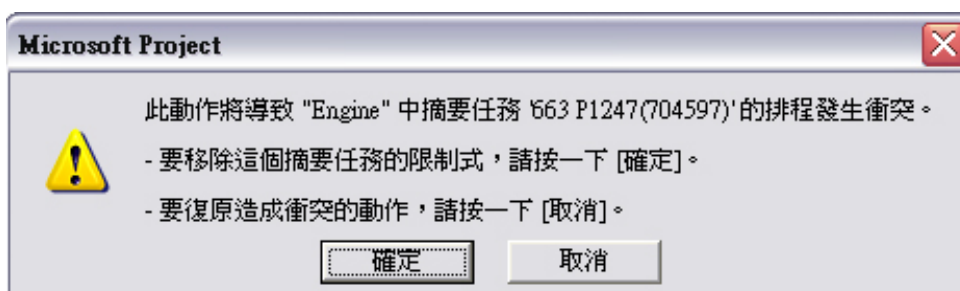 Microsoft Project
此動作將導致 "Engine" 中摘要任務 '663 P1247(704597)' 的排程發生衝突。
- 要移除這個摘要任務的限制式，請按一下 [確定]。
- 要復原造成衝突的動作，請按一下 [取消]。
確定
取消